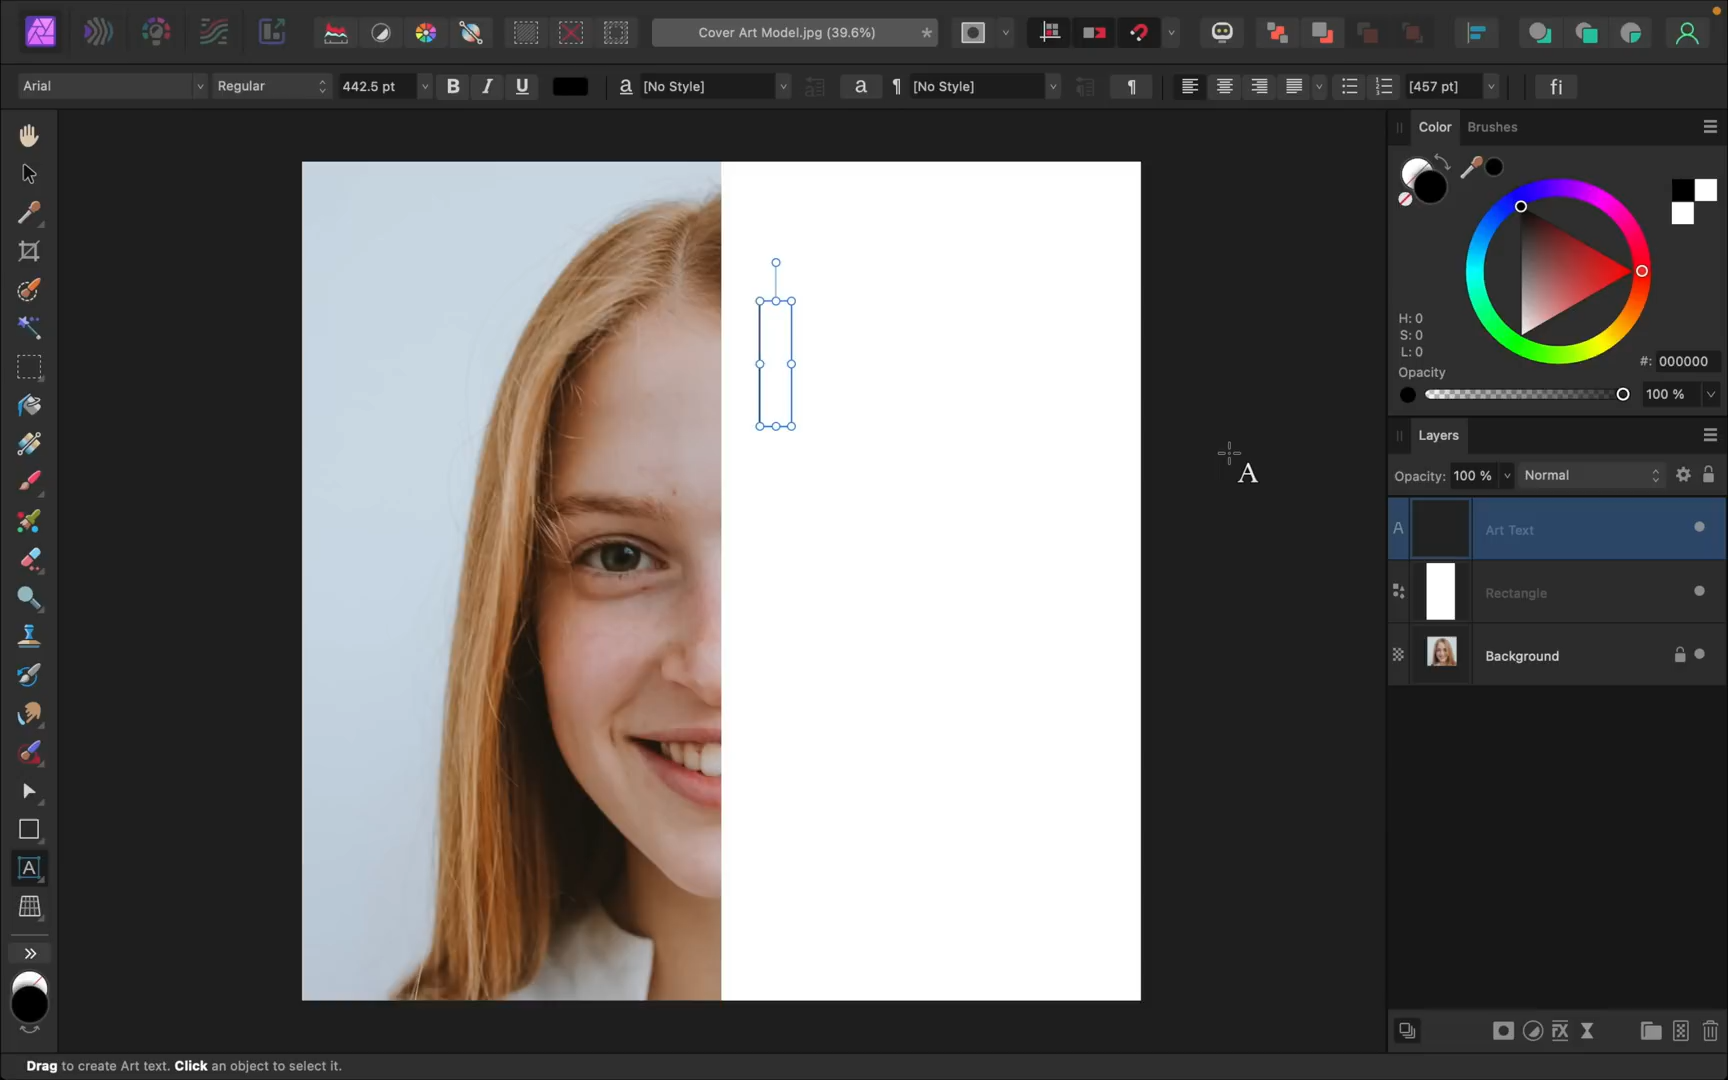 Cover Art Model.jpg (39.6%)
*
Arial
Regular
442.5 pt
B
I
U
a
[No Style]
a
¶
[No Style]
¶
[457 pt]
fi
Color
Brushes
H: 0
S: 0
L: 0
#: 000000
Opacity
100 %
Layers
Opacity: 100 %
Normal
A
Art Text
Rectangle
Background
A
A
FX
Drag to create Art text. Click an object to select it.